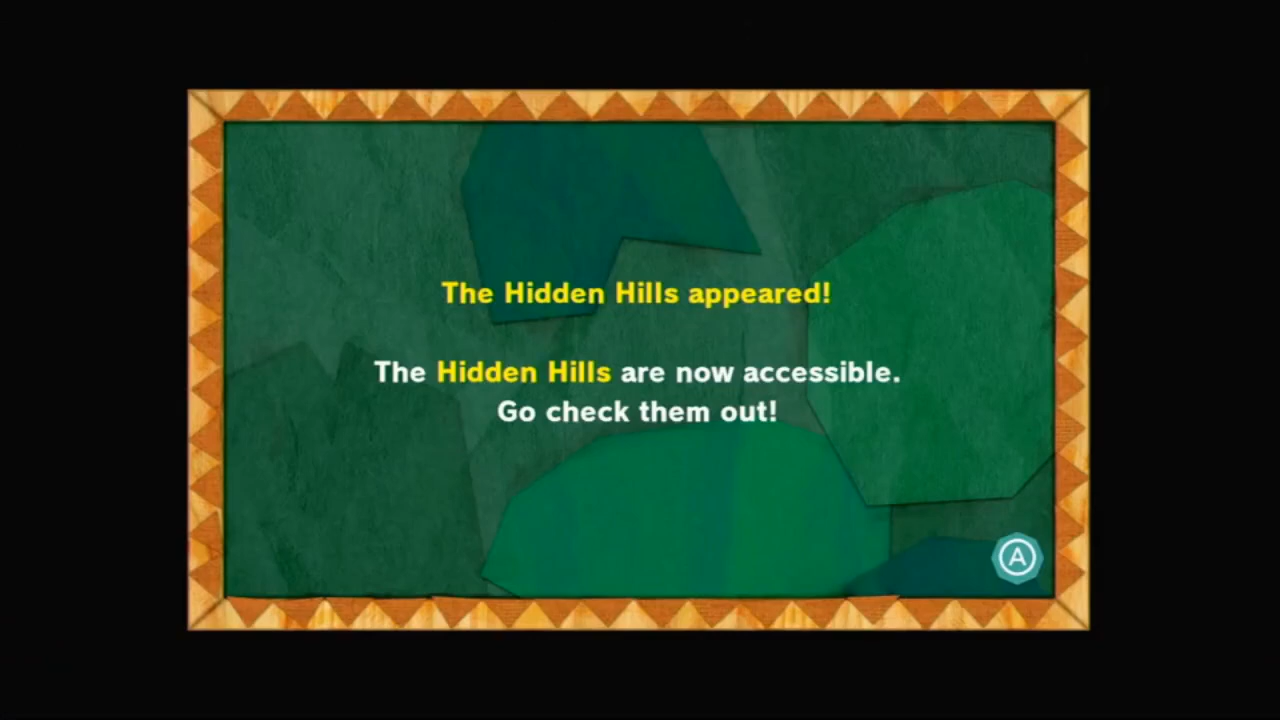 The Hidden Hills appeared!
The Hidden Hills are now accessible.
Go check them out!
A